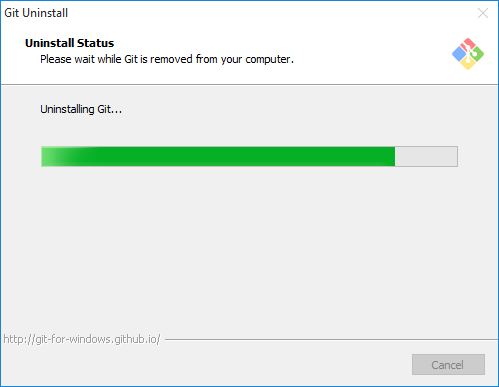 Git Uninstall
Uninstall Status
Please wait while Git is removed from your computer.
Uninstalling Git...
http://git-for-windows.github.io/
Cancel